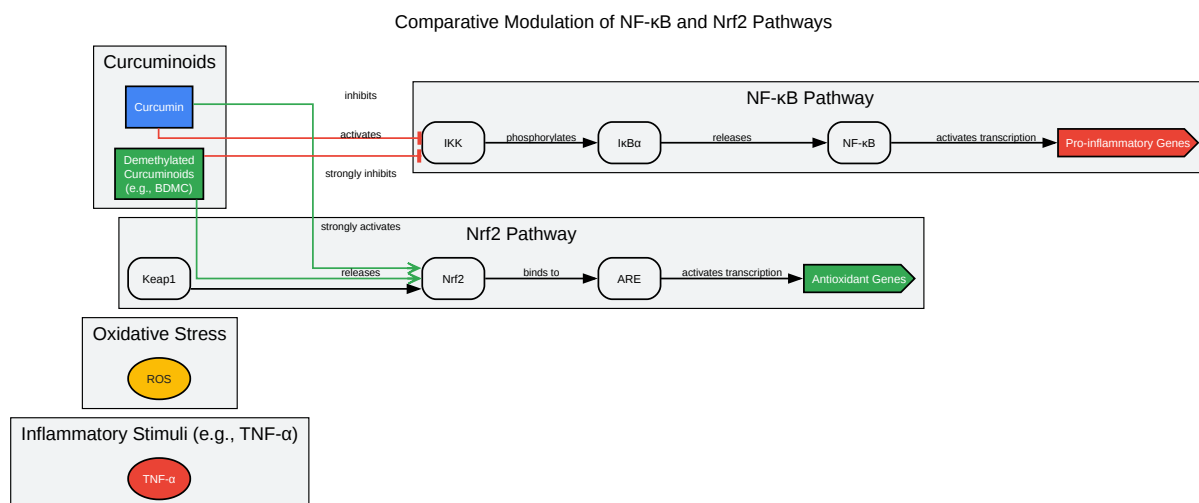 Comparative Modulation of NF-κB and Nrf2 Pathways
Curcuminoids
Curcumin
Demethylated
Curcuminoids
(e.g., BDMC)
inhibits
activates
strongly inhibits
strongly activates
NF-κB Pathway
IKK
phosphorylates
IκBα
releases
NF-κB
activates transcription
Pro-inflammatory Genes
Nrf2 Pathway
Keap1
releases
Nrf2
binds to
ARE
activates transcription
Antioxidant Genes
Oxidative Stress
ROS
Inflammatory Stimuli (e.g., TNF-α)
TNF-α